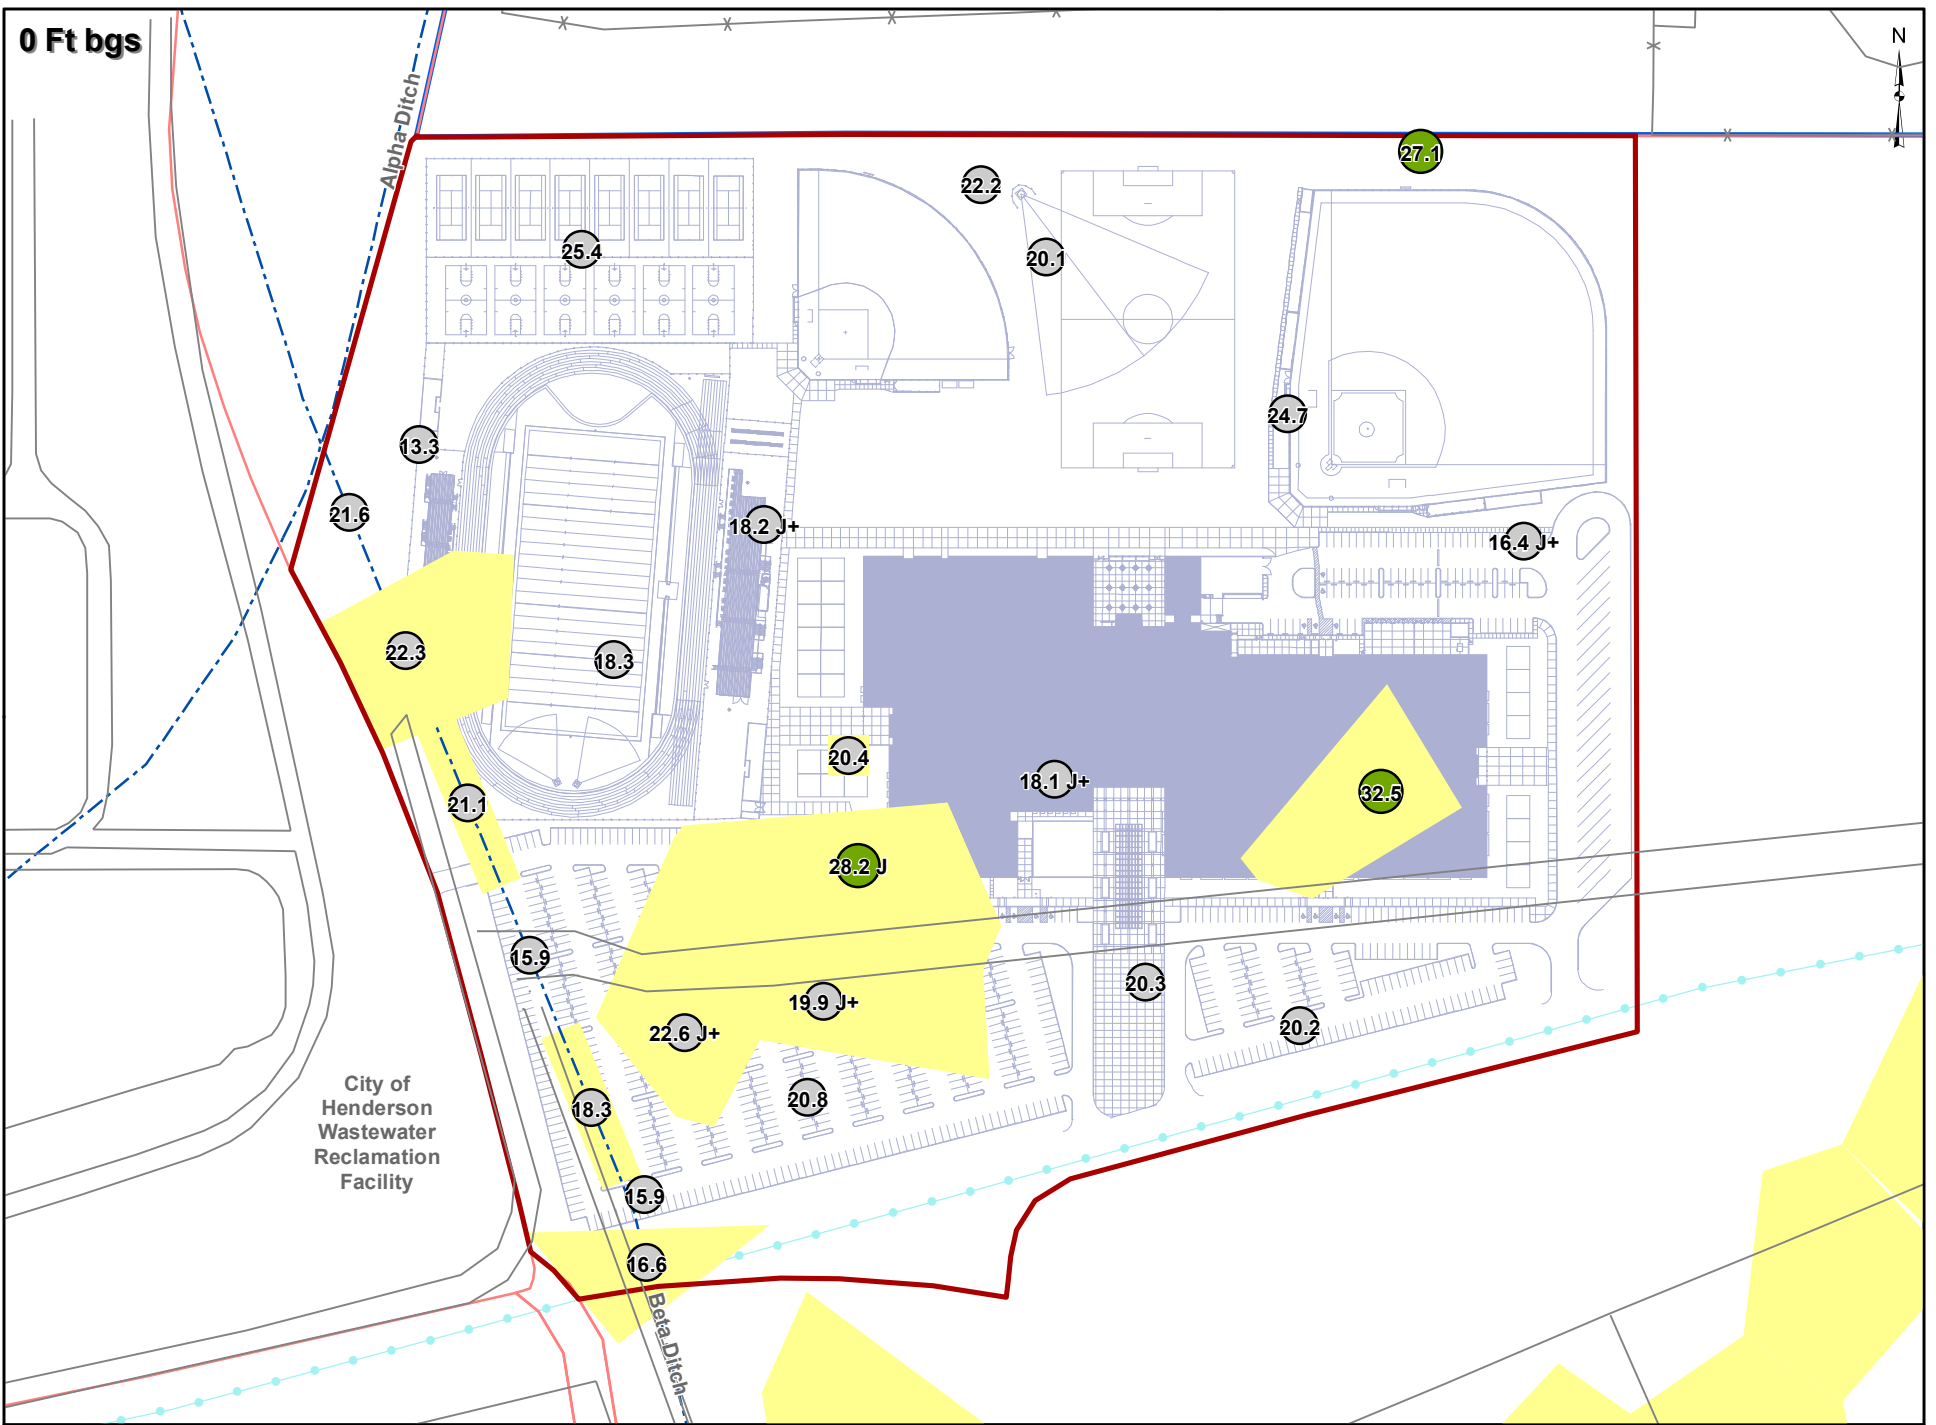 0 Ft bgs
N
Alpha Ditch
27.1
22.2
25.4
20.1
24.7
13.3
21.6
18.2 J+
16.4 J+
22.3
18.3
20.4
18.1 J+
32.5
21.1
28.2 J
15.9
20.3
19.9 J+
22.6 J+
20.2
20.8
18.3
City of
Henderson
Wastewater
Reclamation
Facility
15.9
16.6
Beta Ditch